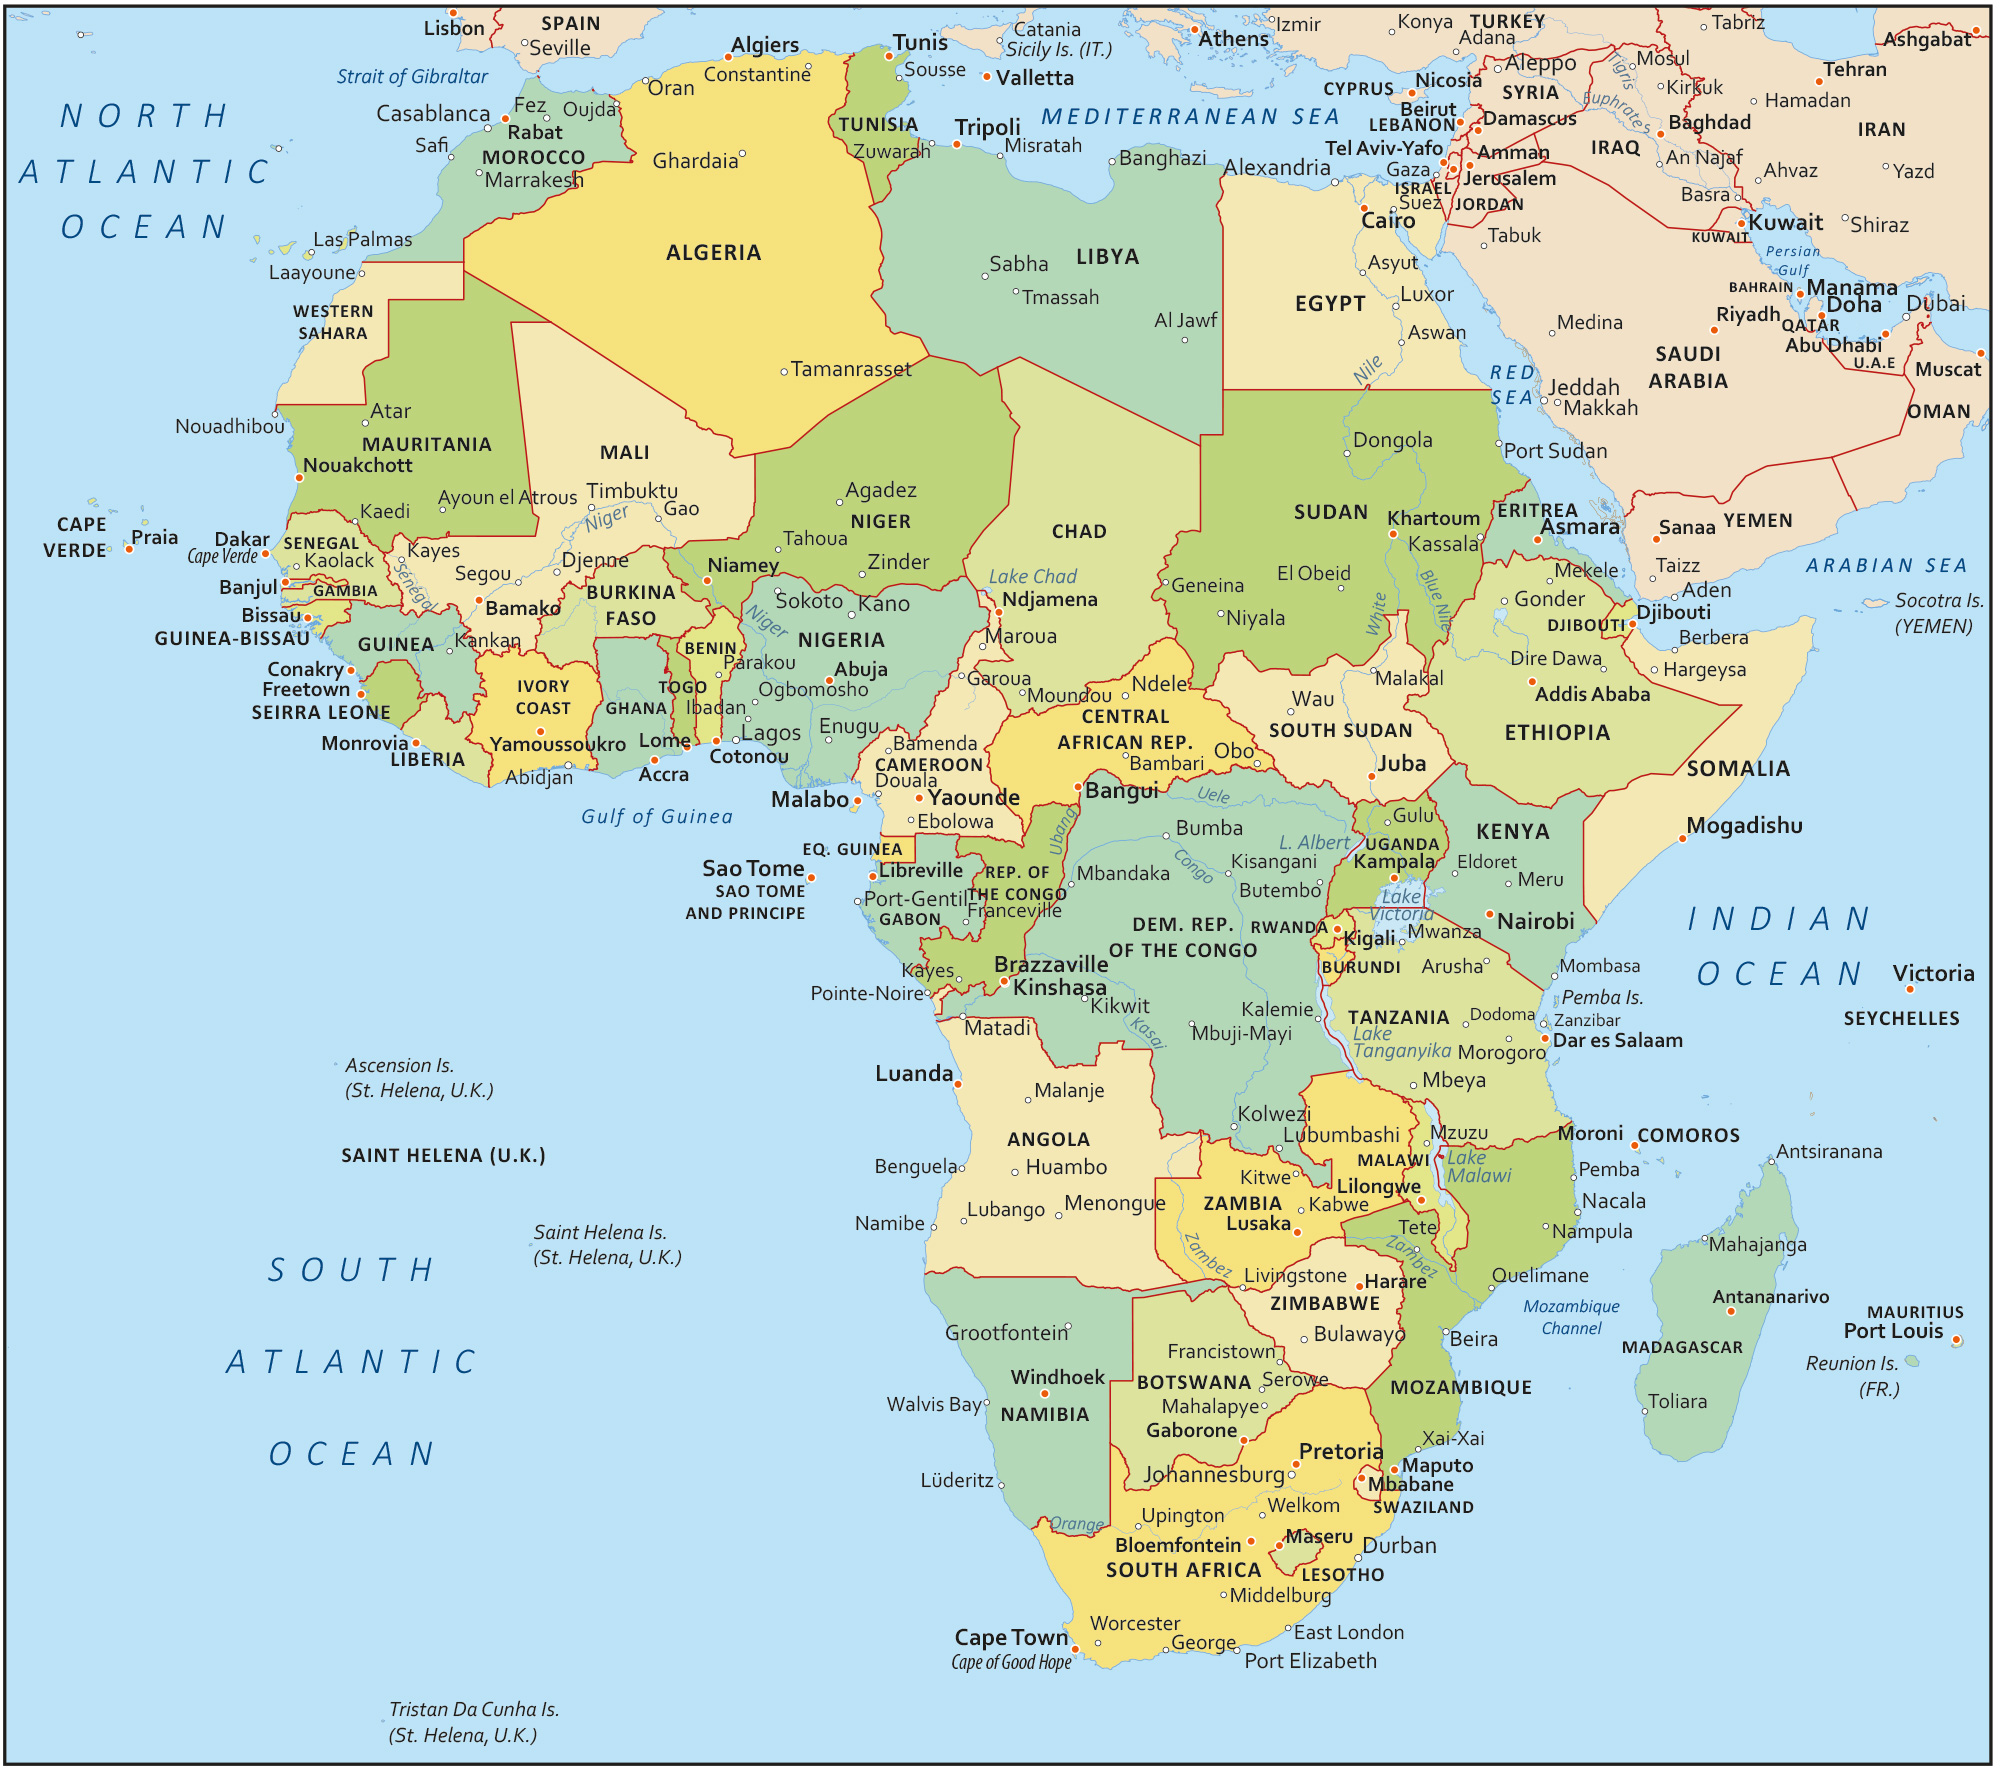 Lisbon
SPAIN
Seville
Strait of Gibraltar
Algiers
Constantine
Oran
Tunis
Sousse
Catania
Sicily Is. (IT.)
Valletta
Athens
Izmir
Konya
TURKEY
Adana
Tabriz
Ashgabat
Tehran
Hamadan
IRAN
Yazd
Shiraz
Ahvaz
Aleppo
SYRIA
Mosul
Kirkuk
Tigris
Euphrates
Baghdad
IRAQ
An Najaf
Basra
CYPRUS
Nicosia
Beirut
LEBANON
Damascus
Tel Aviv-Yafo
Amman
Gaza
Jerusalem
ISRAEL
JORDAN
Suez
Tabuk
Kuwait
KUWAIT
Persian
Gulf
BAHRAIN
Manama
Doha
QATAR
Dubai
Abu Dhabi
U.A.E
Muscat
OMAN
Riyadh
SAUDI
ARABIA
Medina
Jeddah
Makkah
RED
SEA
Sanaa
YEMEN
Taizz
Aden
ARABIAN SEA
Socotra Is.
(YEMEN)
NORTH
ATLANTIC
OCEAN
MEDITERRANEAN SEA
Casablanca
Fez
Oujda
Rabat
Safi
MOROCCO
Marrakesh
Las Palmas
Laayoune
WESTERN
SAHARA
Ghardaia
ALGERIA
Tamanrasset
TUNISIA
Zuwarah
Tripoli
Misratah
Banghazi
LIBYA
Sabha
Tmassah
Al Jawf
Alexandria
Cairo
Asyut
EGYPT
Luxor
Aswan
Nile
Nouadhibou
Atar
MAURITANIA
Nouakchott
Kaedi
Ayoun el Atrous
MALI
Timbuktu
Gao
Niger
Kayes
Segou
Djenne
Bamako
Sénégal
CAPE
VERDE
Praia
Dakar
Cape Verde
SENEGAL
Kaolack
Banjul
GAMBIA
Bissau
GUINEA-BISSAU
GUINEA
Kankan
Conakry
Freetown
SEIRRA LEONE
Monrovia
LIBERIA
IVORY
COAST
Yamoussoukro
Abidjan
BURKINA
FASO
GHANA
Accra
TOGO
Lome
BENIN
Parakou
Cotonou
Agadez
NIGER
Tahoua
Zinder
Niamey
Niger
Sokoto
Kano
NIGERIA
Abuja
Ogbomosho
Ibadan
Lagos
Enugu
Gulf of Guinea
CHAD
Lake Chad
Ndjamena
Maroua
Garoua
Moundou
Bamenda
CAMEROON
Douala
Yaounde
Ebolowa
Malabo
EQ. GUINEA
Sao Tome
SAO TOME
AND PRINCIPE
Libreville
Port-Gentil
GABON
Franceville
REP. OF
THE CONGO
Ubang
Kayes
Pointe-Noire
Brazzaville
Kinshasa
Ndele
CENTRAL
AFRICAN REP.
Bambari
Obo
Bangui
Dongola
Port Sudan
SUDAN
Khartoum
Kassala
Geneina
El Obeid
Niyala
White
Blue Nile
ERITREA
Asmara
Mekele
Gonder
DJIBOUTI
Djibouti
Berbera
Hargeysa
Dire Dawa
Addis Ababa
ETHIOPIA
SOMALIA
Mogadishu
Malakal
Wau
SOUTH SUDAN
Juba
Uele
Bumba
Congo
Kisangani
Mbandaka
Butembo
L. Albert
DEM. REP.
OF THE CONGO
Kikwit
Kasai
Mbuji-Mayi
Kalemie
Matadi
Kolwezi
Lubumbashi
Gulu
UGANDA
Kampala
KENYA
Eldoret
Meru
Nairobi
Mombasa
Lake
Victoria
RWANDA
Kigali
BURUNDI
Mwanza
Arusha
TANZANIA
Dodoma
Pemba Is.
Zanzibar
Dar es Salaam
Morogoro
Lake
Tanganyika
Mbeya
INDIAN
OCEAN
Victoria
SEYCHELLES
Ascension Is.
(St. Helena, U.K.)
SAINT HELENA (U.K.)
Saint Helena Is.
(St. Helena, U.K.)
SOUTH
ATLANTIC
OCEAN
Tristan Da Cunha Is.
(St. Helena, U.K.)
Luanda
Malanje
ANGOLA
Huambo
Benguela
Lubango
Menongue
Namibe
ZAMBIA
Kitwe
Kabwe
Lusaka
Zambez
Livingstone
Mzuzu
MALAWI
Lilongwe
Lake
Malawi
Tete
Zambez
Moroni
COMOROS
Pemba
Nacala
Nampula
Quelimane
Mozambique
Channel
Beira
MOZAMBIQUE
Xai-Xai
Maputo
Harare
ZIMBABWE
Bulawayo
Grootfontein
Windhoek
NAMIBIA
Walvis Bay
Lüderitz
Francistown
Serowe
BOTSWANA
Mahalapye
Gaborone
Pretoria
Johannesburg
Mbabane
SWAZILAND
Orange
Upington
Welkom
Bloemfontein
Maseru
LESOTHO
Durban
SOUTH AFRICA
Middelburg
Worcester
East London
Cape Town
Cape of Good Hope
George
Port Elizabeth
Antsiranana
Mahajanga
Antananarivo
MADAGASCAR
Toliara
MAURITIUS
Port Louis
Reunion Is.
(FR.)